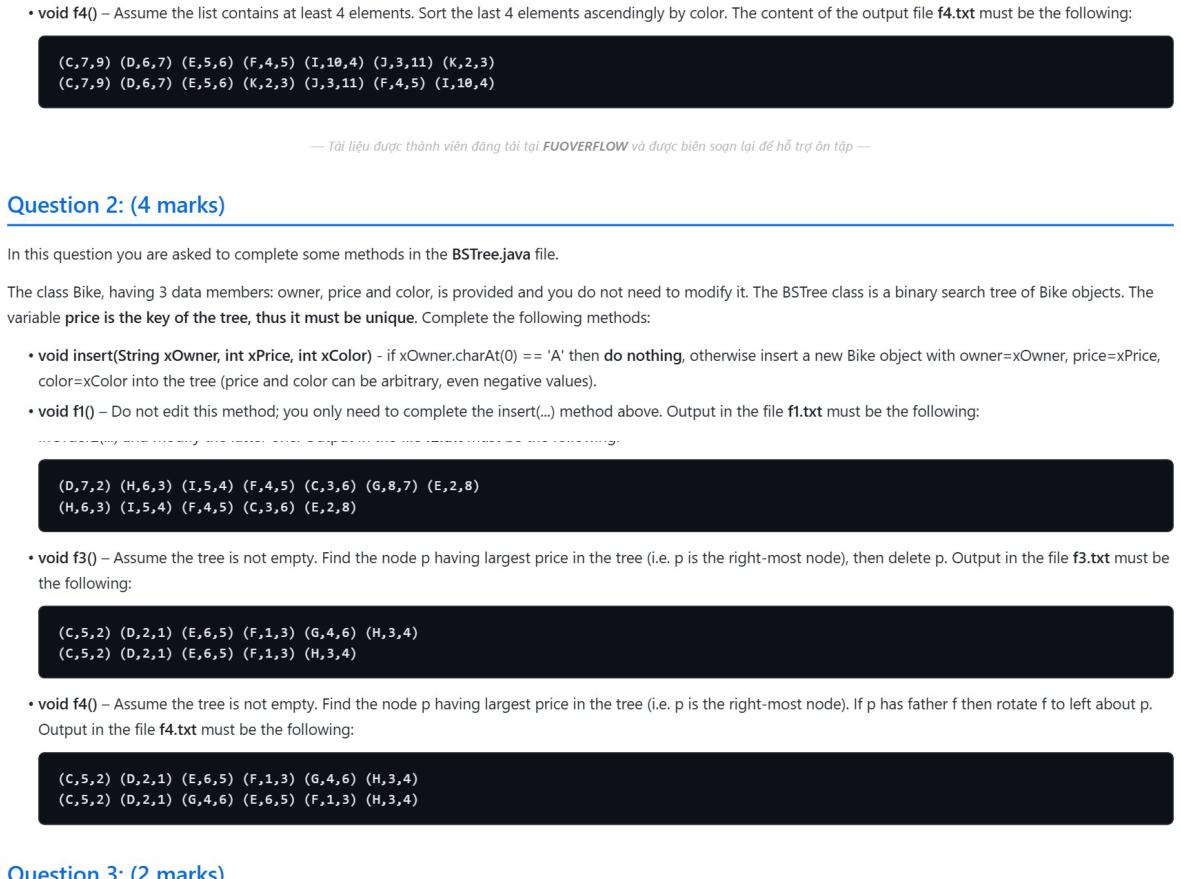 • void f4() – Assume the list contains at least 4 elements. Sort the last 4 elements ascendingly by color. The content of the output file f4.txt must be the following:
(C,7,9) (D,6,7) (E,5,6) (F,4,5) (I,10,4) (J,3,11) (K,2,3)
(C,7,9) (D,6,7) (E,5,6) (K,2,3) (J,3,11) (F,4,5) (I,10,4)
— Tài liệu được thành viên đăng tải tại FUOVERFLOW và được biên soạn lại để hỗ trợ ôn tập —
Question 2: (4 marks)
In this question you are asked to complete some methods in the BSTree.java file.
The class Bike, having 3 data members: owner, price and color, is provided and you do not need to modify it. The BSTree class is a binary search tree of Bike objects. The
variable price is the key of the tree, thus it must be unique. Complete the following methods:
• void insert(String xOwner, int xPrice, int xColor) - if xOwner.charAt(0) == 'A' then do nothing, otherwise insert a new Bike object with owner=xOwner, price=xPrice,
color=xColor into the tree (price and color can be arbitrary, even negative values).
• void f1() – Do not edit this method; you only need to complete the insert(...) method above. Output in the file f1.txt must be the following:
(D,7,2) (H,6,3) (I,5,4) (F,4,5) (C,3,6) (G,8,7) (E,2,8)
(H,6,3) (I,5,4) (F,4,5) (C,3,6) (E,2,8)
• void f3() – Assume the tree is not empty. Find the node p having largest price in the tree (i.e. p is the right-most node), then delete p. Output in the file f3.txt must be
the following:
(C,5,2) (D,2,1) (E,6,5) (F,1,3) (G,4,6) (H,3,4)
(C,5,2) (D,2,1) (E,6,5) (F,1,3) (H,3,4)
• void f4() – Assume the tree is not empty. Find the node p having largest price in the tree (i.e. p is the right-most node). If p has father f then rotate f to left about p.
Output in the file f4.txt must be the following:
(C,5,2) (D,2,1) (E,6,5) (F,1,3) (G,4,6) (H,3,4)
(C,5,2) (D,2,1) (G,4,6) (E,6,5) (F,1,3) (H,3,4)
Question 3: (2 marks)